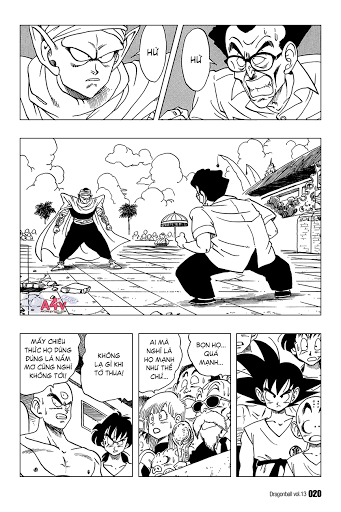 HỪ
HỪ
A4V
MẤY CHIÊU
THỨC HỌ DÙNG
ĐÚNG LÀ NẰM
MƠ CŨNG NGHĨ
KHÔNG TỚI!
KHÔNG
LẠ GÌ KHI
TỚ THUA!
AI MÀ
NGHĨ LÀ
HỌ MẠNH
NHƯ THẾ
CHỨ...
BỌN HỌ...
QUÁ
MẠNH...
Dragonball vol.13 020